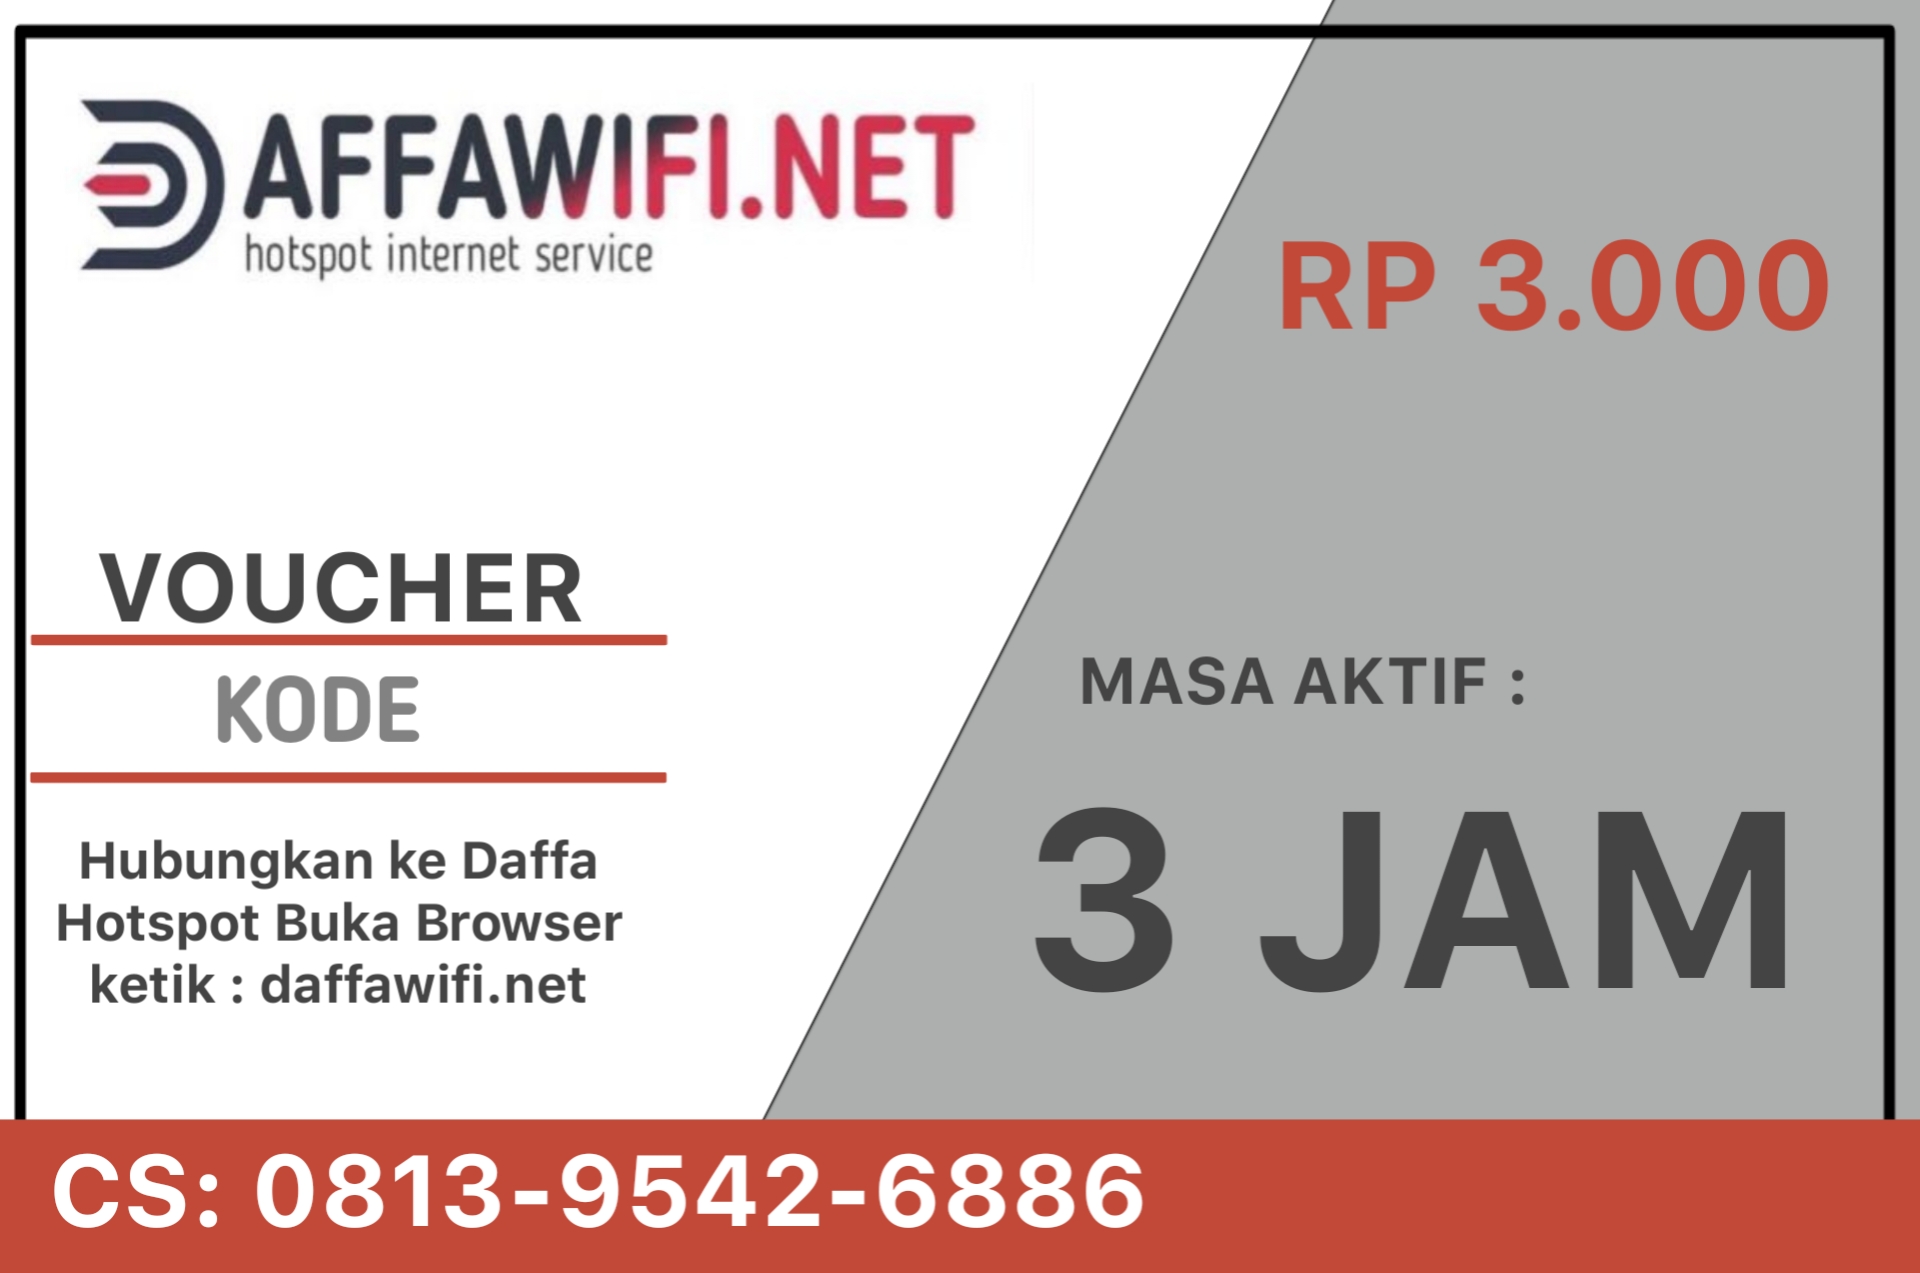 DAFFAWIFI.NET
hotspot internet service
RP 3.000
VOUCHER
KODE
Hubungkan ke Daffa
Hotspot Buka Browser
ketik : daffawifi.net
MASA AKTIF :
3 JAM
CS: 0813-9542-6886